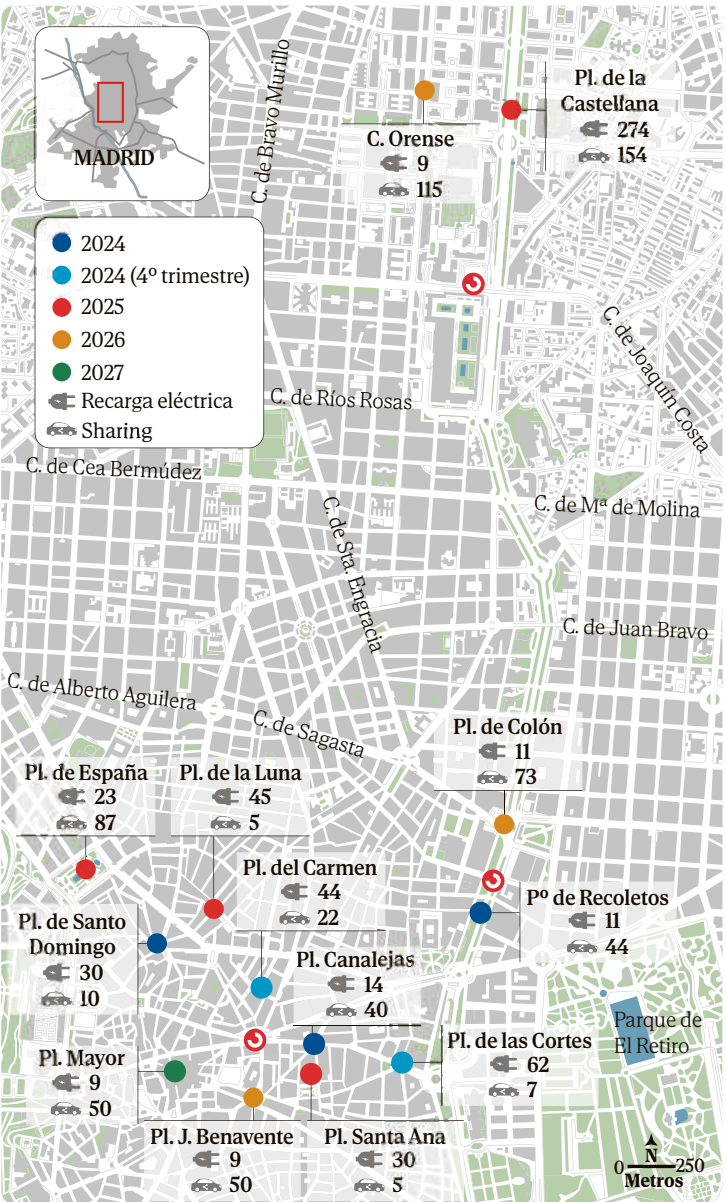 MADRID
2024
2024 (4º trimestre)
2025
2026
2027
Recarga eléctrica
Sharing
C. de Bravo Murillo
C. Orense
9
115
Pl. de la
Castellana
274
154
C. de Joaquín Costa
C. de Ríos Rosas
C. de Cea Bermúdez
C. de Mª de Molina
C. de Sta. Engracia
C. de Juan Bravo
C. de Alberto Aguilera
C. de Sagasta
Pl. de Colón
11
73
Pl. de España
23
87
Pl. de la Luna
45
5
Pl. del Carmen
44
22
Pº de Recoletos
11
44
Pl. de Santo
Domingo
30
10
Pl. Canalejas
14
40
Parque de
El Retiro
Pl. de las Cortes
62
7
Pl. Mayor
9
50
Pl. J. Benavente
9
50
Pl. Santa Ana
30
5
N
0 250
Metros